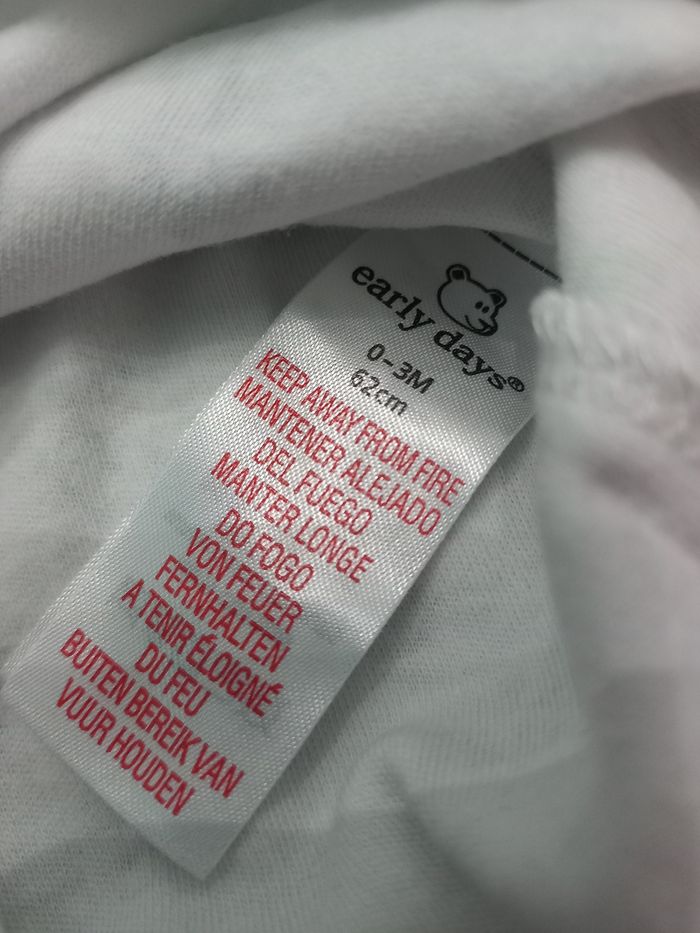 early days®
0-3M
62cm
KEEP AWAY FROM FIRE
MANTENER ALEJADO
DEL FUEGO
MANTER LONGE
DO FOGO
VON FEUER
FERNHALTEN
A TENIR ÉLOIGNÉ
DU FEU
BUITEN BEREIK VAN
VUUR HOUDEN